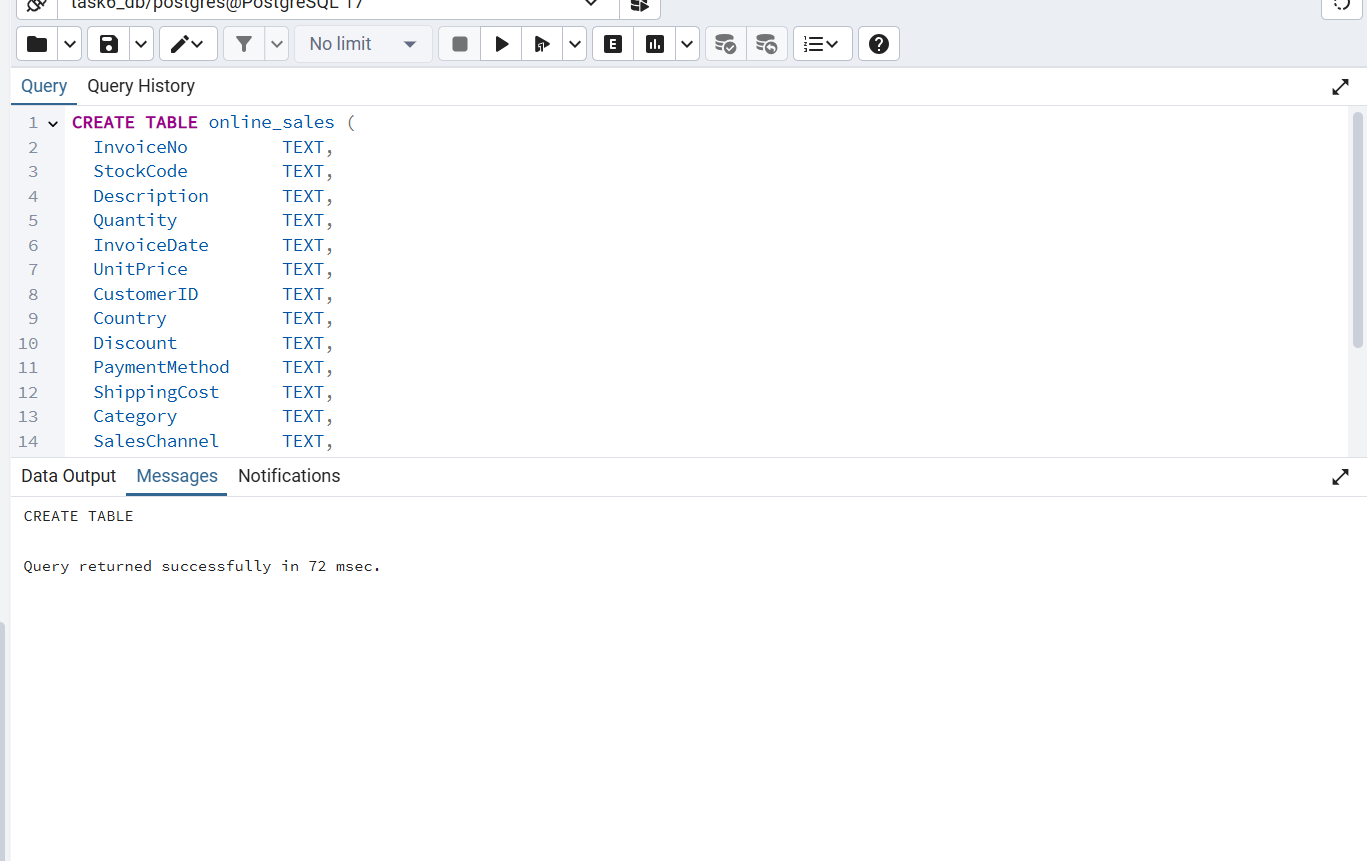 task6_db/postgres@PostgreSQL 17
No limit
E
Query Query History
1 CREATE TABLE online_sales (
2 InvoiceNo TEXT,
3 StockCode TEXT,
4 Description TEXT,
5 Quantity TEXT,
6 InvoiceDate TEXT,
7 UnitPrice TEXT,
8 CustomerID TEXT,
9 Country TEXT,
10 Discount TEXT,
11 PaymentMethod TEXT,
12 ShippingCost TEXT,
13 Category TEXT,
14 SalesChannel TEXT,
Data Output Messages Notifications
CREATE TABLE
Query returned successfully in 72 msec.